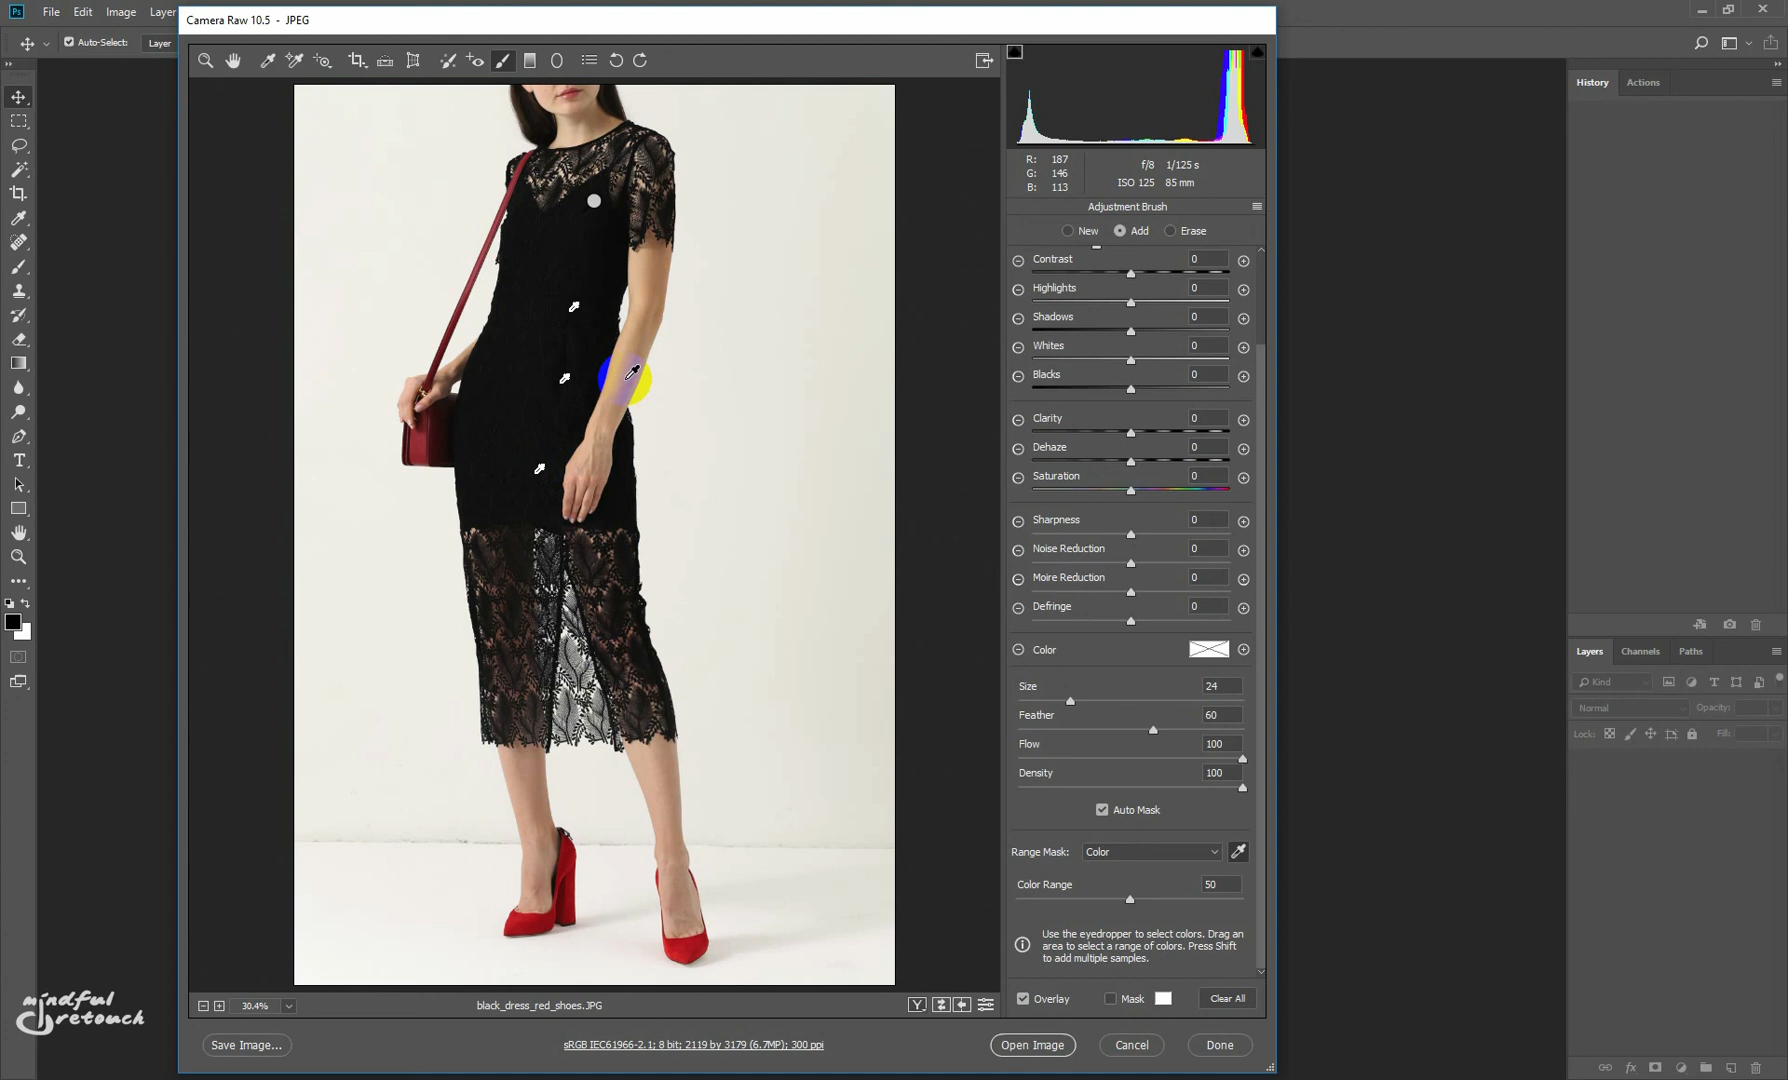 Ps File Edit Image Layer
Camera Raw 10.5 - JPEG
Auto-Select: Layer
R: 187
G: 146
B: 113
f/8 1/125 s
ISO 125 85 mm
Adjustment Brush
New Add Erase
Contrast 0
Highlights 0
Shadows 0
Whites 0
Blacks 0
Clarity 0
Dehaze 0
Saturation 0
Sharpness 0
Noise Reduction 0
Moire Reduction 0
Defringe 0
Color
Size 24
Feather 60
Flow 100
Density 100
Auto Mask
Range Mask: Color
Color Range 50
Use the eyedropper to select colors. Drag an
area to select a range of colors. Press Shift
to add multiple samples.
Overlay Mask Clear All
30.4% black_dress_red_shoes.JPG Y
Save Image... sRGB IEC61966-2.1; 8 bit; 2119 by 3179 (6.7MP); 300 ppi Open Image Cancel Done
History Actions
Layers Channels Paths
Kind
Normal Opacity:
Lock: Fill:
mindful
retouch